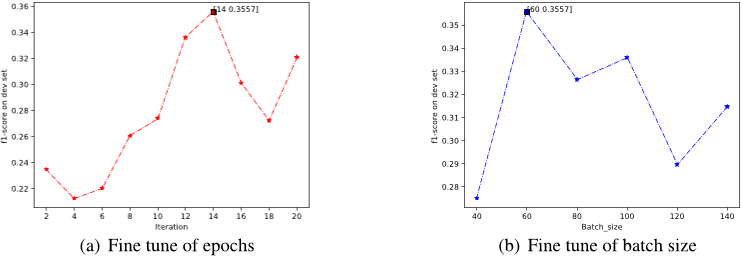 0.36
0.34
0.32
0.30
0.28
0.26
0.24
0.22
f1-score on dev set
[14 0.3557]
2 4 6 8 10 12 14 16 18 20
Iteration
(a) Fine tune of epochs
0.35
0.34
0.33
0.32
0.31
0.30
0.29
0.28
f1-score on dev set
[60 0.3557]
40 60 80 100 120 140
Batch_size
(b) Fine tune of batch size